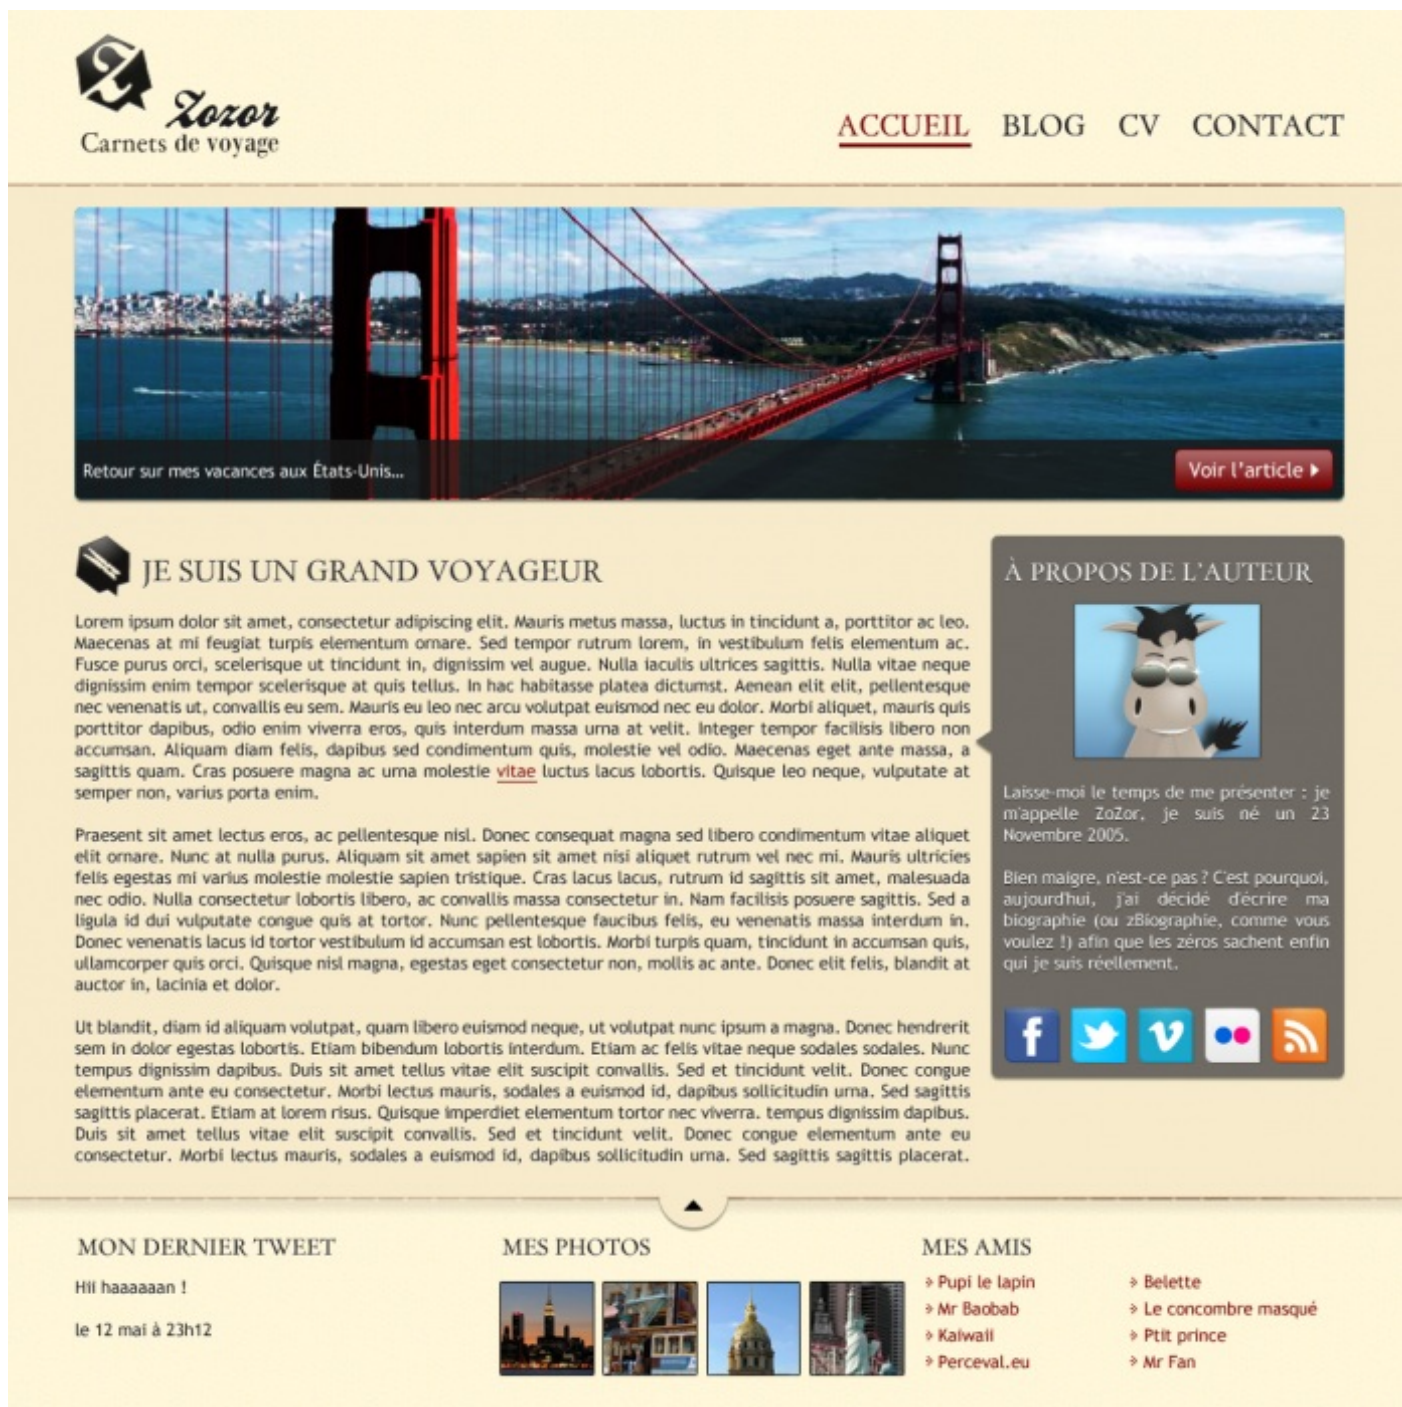 Zozor
Carnets de voyage
ACCUEIL BLOG CV CONTACT
Retour sur mes vacances aux États-Unis...
Voir l'article
JE SUIS UN GRAND VOYAGEUR
Lorem ipsum dolor sit amet, consectetur adipiscing elit. Mauris metus massa, luctus in tincidunt a, porttitor ac leo.
Maecenas at mi feugiat turpis elementum ornare. Sed tempor rutrum lorem, in vestibulum felis elementum ac.
Fusce purus orci, scelerisque ut tincidunt in, dignissim vel augue. Nulla iaculis ultrices sagittis. Nulla vitae neque
dignissim enim tempor scelerisque at quis tellus. In hac habitasse platea dictumst. Aenean elit elit, pellentesque
nec venenatis ut, convallis eu sem. Mauris eu leo nec arcu volutpat euismod nec eu dolor. Morbi aliquet, mauris quis
porttitor dapibus, odio enim viverra eros, quis interdum massa urna at velit. Integer tempor facilisis libero non
accumsan. Aliquam diam felis, dapibus sed condimentum quis, molestie vel odio. Maecenas eget ante massa, a
sagittis quam. Cras posuere magna ac urna molestie vitae luctus lacus lobortis. Quisque leo neque, vulputate at
semper non, varius porta enim.
Praesent sit amet lectus eros, ac pellentesque nisl. Donec consequat magna sed libero condimentum vitae aliquet
elit ornare. Nunc at nulla purus. Aliquam sit amet sapien sit amet nisi aliquet rutrum vel nec mi. Mauris ultricies
felis egestas mi varius molestie molestie sapien tristique. Cras lacus lacus, rutrum id sagittis sit amet, malesuada
nec odio. Nulla consectetur lobortis libero, ac convallis massa consectetur in. Nam facilisis posuere sagittis. Sed a
ligula id dui vulputate congue quis at tortor. Nunc pellentesque faucibus felis, eu venenatis massa interdum in.
Donec venenatis lacus id tortor vestibulum id accumsan est lobortis. Morbi turpis quam, tincidunt in accumsan quis,
ullamcorper quis orci. Quisque nisl magna, egestas eget consectetur non, mollis ac ante. Donec elit felis, blandit at
auctor in, lacinia et dolor.
Ut blandit, diam id aliquam volutpat, quam libero euismod neque, ut volutpat nunc ipsum a magna. Donec hendrerit
sem in dolor egestas lobortis. Etiam bibendum lobortis interdum. Etiam ac felis vitae neque sodales sodales. Nunc
tempus dignissim dapibus. Duis sit amet tellus vitae elit suscipit convallis. Sed et tincidunt velit. Donec congue
elementum ante eu consectetur. Morbi lectus mauris, sodales a euismod id, dapibus sollicitudin urna. Sed sagittis
sagittis placerat. Etiam at lorem risus. Quisque imperdiet elementum tortor nec viverra. tempus dignissim dapibus.
Duis sit amet tellus vitae elit suscipit convallis. Sed et tincidunt velit. Donec congue elementum ante eu
consectetur. Morbi lectus mauris, sodales a euismod id, dapibus sollicitudin urna. Sed sagittis sagittis placerat.
À PROPOS DE L'AUTEUR
Laisse-moi le temps de me présenter : je
m'appelle ZoZor, je suis né un 23
Novembre 2005.
Bien maigre, n'est-ce pas ? C'est pourquoi,
aujourd'hui, j'ai décidé d'écrire ma
biographie (ou zBiographie, comme vous
voulez !) afin que les zéros sachent enfin
qui je suis réellement.
MON DERNIER TWEET
Hii haaaaaan !
le 12 mai à 23h12
MES PHOTOS
MES AMIS
Pupi le lapin
Mr Baobab
Kaiwaii
Perceval.eu
Belette
Le concombre masqué
Ptit prince
Mr Fan